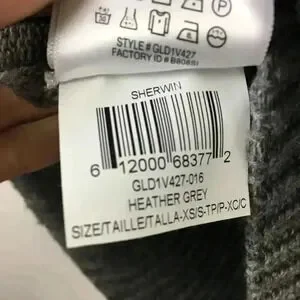 STYLE # GLD1V427
FACTORY ID #
SHERWIN
6 12000 68377 2
GLD1V427-016
HEATHER GREY
SIZE/TAILLE/TALLA-XS/S-TP/P-XC/C